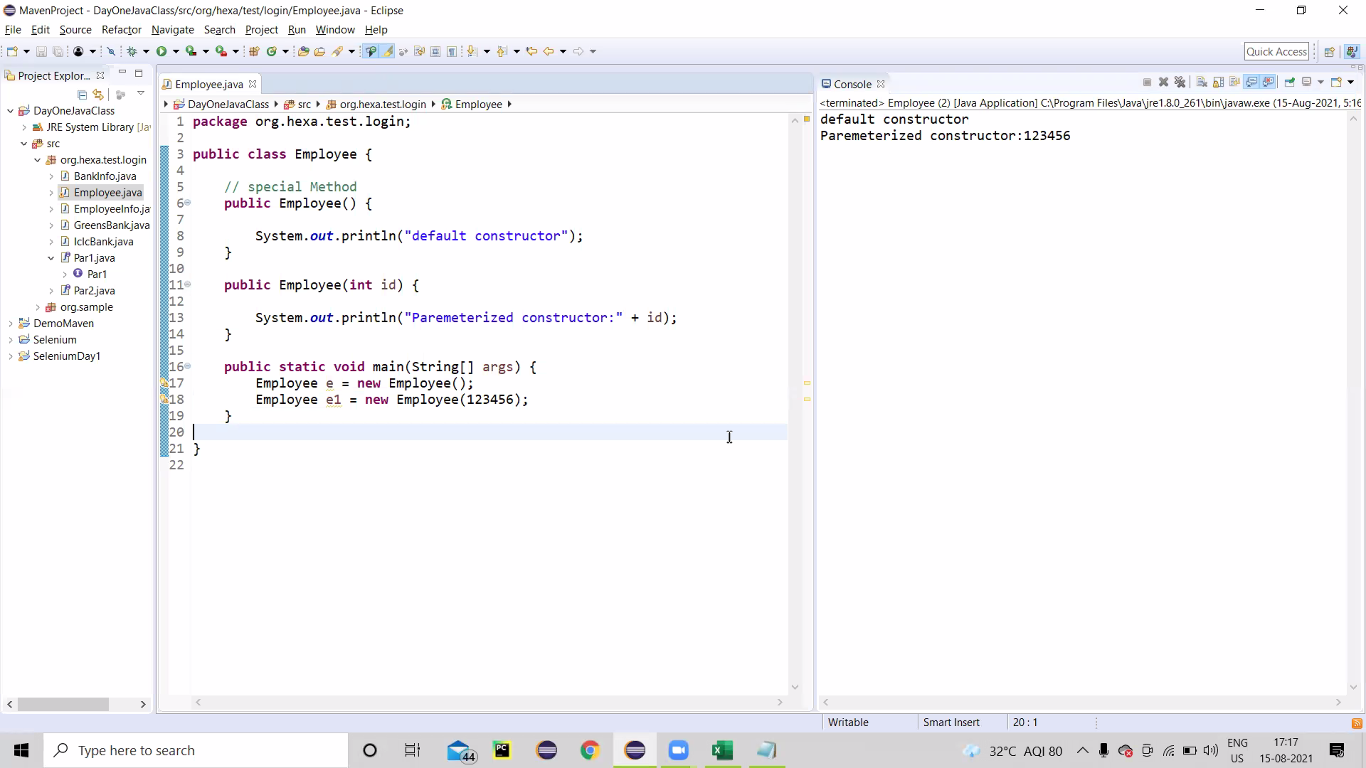 MavenProject - DayOneJavaClass/src/org/hexa/test/login/Employee.java - Eclipse
File Edit Source Refactor Navigate Search Project Run Window Help
Quick Access
Project Explor...
DayOneJavaClass
JRE System Library [Ja
src
org.hexa.test.login
BankInfo.java
Employee.java
EmployeeInfo.ja
GreensBank.java
IclcBank.java
Par1.java
Par1
Par2.java
org.sample
DemoMaven
Selenium
SeleniumDay1
Employee.java
DayOneJavaClass src org.hexa.test.login Employee
1 package org.hexa.test.login;
2
3 public class Employee {
4
5 // special Method
6 public Employee() {
7
8 System.out.println("default constructor");
9 }
10
11 public Employee(int id) {
12
13 System.out.println("Paremeterized constructor:" + id);
14 }
15
16 public static void main(String[] args) {
17 Employee e = new Employee();
18 Employee e1 = new Employee(123456);
19 }
20
21 }
22
Console
<terminated> Employee (2) [Java Application] C:\Program Files\Java\jre1.8.0_261\bin\javaw.exe (15-Aug-2021, 5:16
default constructor
Paremeterized constructor:123456
Writable Smart Insert 20 : 1
Type here to search
44
PC
32°C AQI 80
ENG
US
17:17
15-08-2021